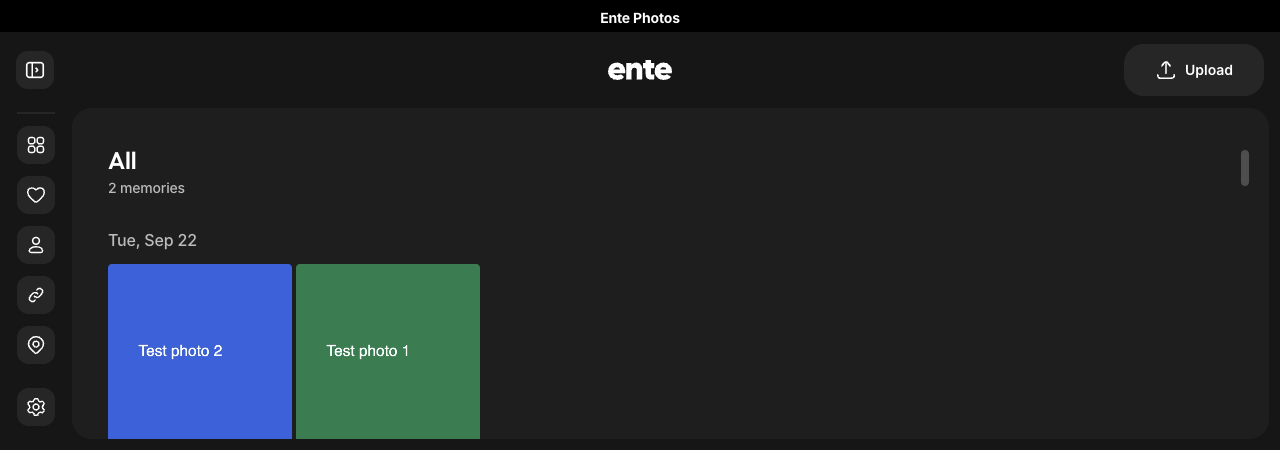 Ente Photos
ente
Upload
All
2 memories
Tue, Sep 22
Test photo 2
Test photo 1